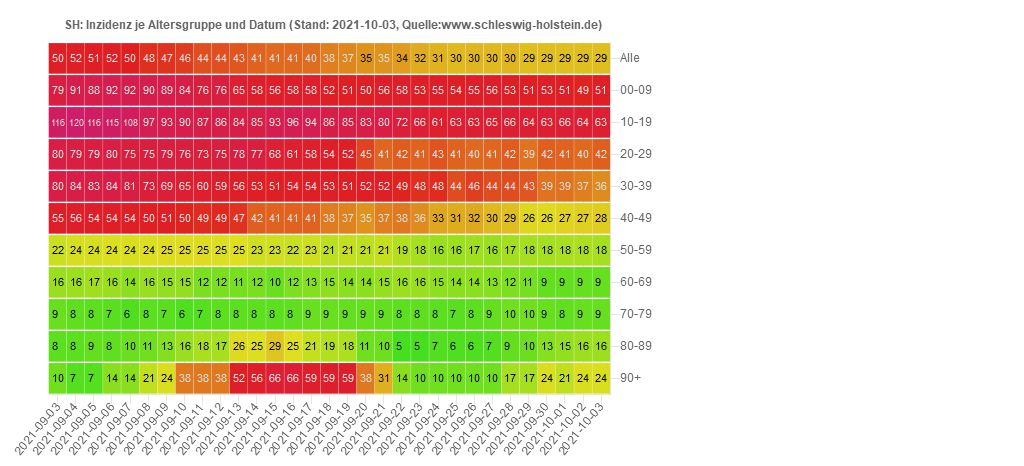 SH: Inzidenz je Altersgruppe und Datum (Stand: 2021-10-03, Quelle:www.schleswig-holstein.de)
50 52 51 52 50 48 47 46 44 44 43 41 41 41 40 38 37 35 35 34 32 31 30 30 30 30 29 29 29 29 29 Alle
79 91 88 92 92 90 89 84 76 76 65 58 56 58 58 52 51 50 56 58 53 55 54 55 56 53 51 53 51 49 51 00-09
116 120 116 115 108 97 93 90 87 86 84 85 93 96 94 86 85 83 80 72 66 61 63 63 65 66 64 63 66 64 63 10-19
80 79 79 80 75 75 79 76 73 75 78 77 68 61 58 54 52 45 41 42 41 43 41 40 41 42 39 42 41 40 42 20-29
80 84 83 84 81 73 69 65 60 59 56 53 51 54 54 53 51 52 52 49 48 48 44 46 44 44 43 39 39 37 36 30-39
55 56 54 54 54 50 51 50 49 49 47 42 41 41 41 38 37 35 37 38 36 33 31 32 30 29 26 26 27 27 28 40-49
22 24 24 24 24 24 25 25 25 25 25 23 23 22 23 21 21 21 21 19 18 16 16 17 16 17 18 18 18 18 18 50-59
16 16 17 16 14 16 15 15 12 12 11 12 10 12 13 15 14 14 15 16 16 15 14 14 13 12 11 9 9 9 9 60-69
9 8 8 7 6 8 7 6 7 8 8 8 8 8 9 9 9 9 8 8 8 8 7 8 9 10 10 9 8 9 9 70-79
8 8 9 8 10 11 13 16 18 17 26 25 29 25 21 19 18 11 10 5 5 7 6 6 7 9 10 13 15 16 16 80-89
10 7 7 14 14 21 24 38 38 38 52 56 66 66 59 59 59 38 31 14 10 10 10 10 10 17 17 24 21 24 24 90+
2021-09-03
2021-09-04
2021-09-05
2021-09-06
2021-09-07
2021-09-08
2021-09-09
2021-09-10
2021-09-11
2021-09-12
2021-09-13
2021-09-14
2021-09-15
2021-09-16
2021-09-17
2021-09-18
2021-09-19
2021-09-20
2021-09-21
2021-09-22
2021-09-23
2021-09-24
2021-09-25
2021-09-26
2021-09-27
2021-09-28
2021-09-29
2021-09-30
2021-10-01
2021-10-02
2021-10-03